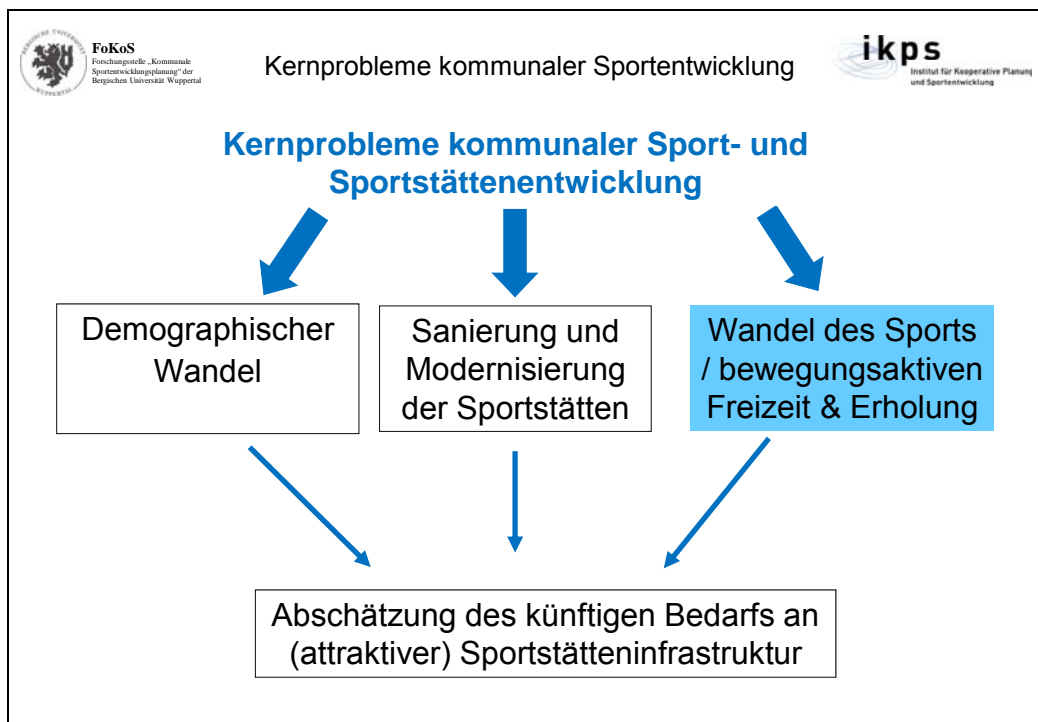 FoKoS
Forschungsstelle „Kommunale
Sportentwicklungsplanung“ der
Bergischen Universität Wuppertal
Kernprobleme kommunaler Sportentwicklung
ikps
Institut für Kooperative Planung
und Sportentwicklung
Kernprobleme kommunaler Sport- und
Sportstättenentwicklung
Demographischer
Wandel
Sanierung und
Modernisierung
der Sportstätten
Wandel des Sports
/ bewegungsaktiven
Freizeit & Erholung
Abschätzung des künftigen Bedarfs an
(attraktiver) Sportstätteninfrastruktur